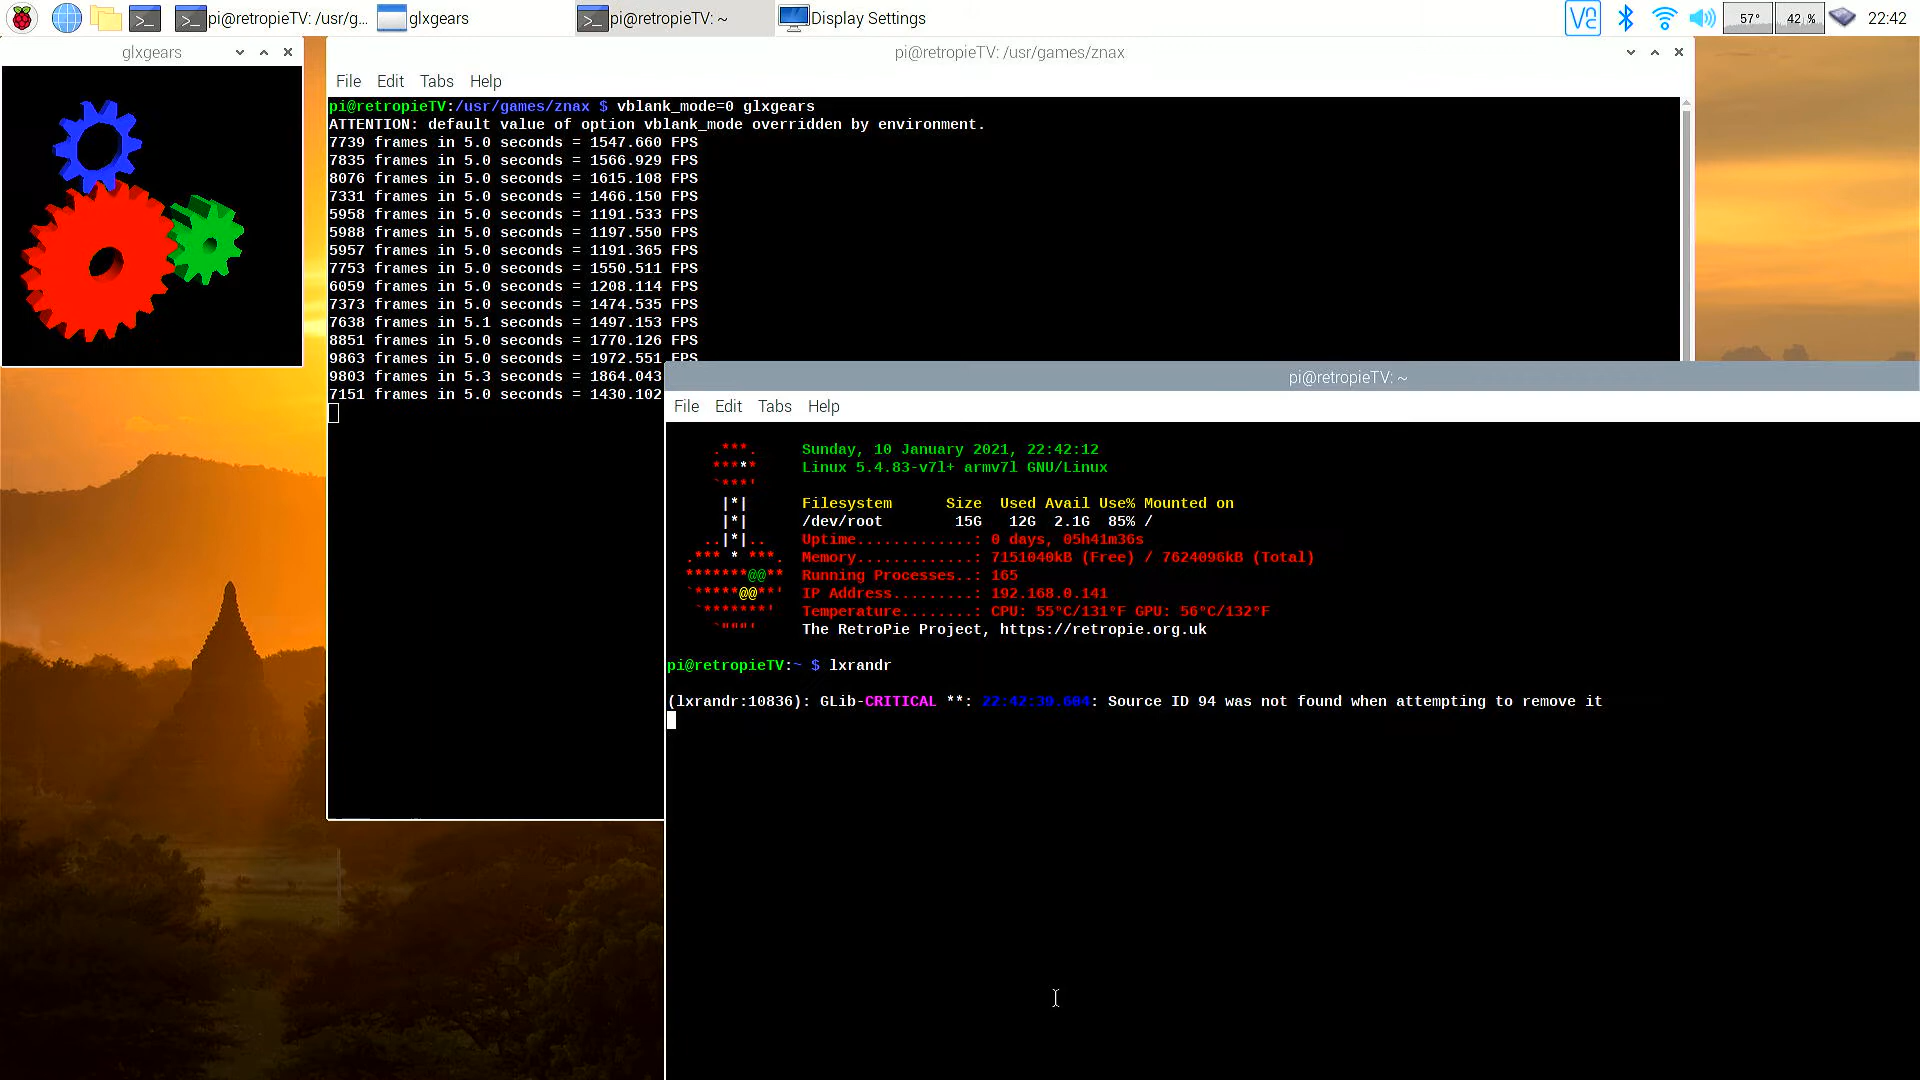 pi@retropieTV: /usr/g...
glxgears
pi@retropieTV: ~
Display Settings
57°
42 %
22:42
glxgears
pi@retropieTV: /usr/games/znax
File Edit Tabs Help
pi@retropieTV:/usr/games/znax $ vblank_mode=0 glxgears
ATTENTION: default value of option vblank_mode overridden by environment.
7739 frames in 5.0 seconds = 1547.660 FPS
7835 frames in 5.0 seconds = 1566.929 FPS
8076 frames in 5.0 seconds = 1615.108 FPS
7331 frames in 5.0 seconds = 1466.150 FPS
5958 frames in 5.0 seconds = 1191.533 FPS
5988 frames in 5.0 seconds = 1197.550 FPS
5957 frames in 5.0 seconds = 1191.365 FPS
7753 frames in 5.0 seconds = 1550.511 FPS
6059 frames in 5.0 seconds = 1208.114 FPS
7373 frames in 5.0 seconds = 1474.535 FPS
7638 frames in 5.1 seconds = 1497.153 FPS
8851 frames in 5.0 seconds = 1770.126 FPS
9863 frames in 5.0 seconds = 1972.551 FPS
9803 frames in 5.3 seconds = 1864.043
7151 frames in 5.0 seconds = 1430.102
pi@retropieTV: ~
File Edit Tabs Help
.***. Sunday, 10 January 2021, 22:42:12
***** Linux 5.4.83-v7l+ armv7l GNU/Linux
`***'
|*| Filesystem Size Used Avail Use% Mounted on
|*| /dev/root 15G 12G 2.1G 85% /
..|*|.. Uptime.............: 0 days, 05h41m36s
.*** * ***. Memory.............: 7151040kB (Free) / 7624096kB (Total)
*******@@** Running Processes..: 165
`*****@@**' IP Address.........: 192.168.0.141
`*******' Temperature........: CPU: 55°C/131°F GPU: 56°C/132°F
`"""' The RetroPie Project, https://retropie.org.uk
pi@retropieTV:~ $ lxrandr
(lxrandr:10836): GLib-CRITICAL **: 22:42:39.604: Source ID 94 was not found when attempting to remove it